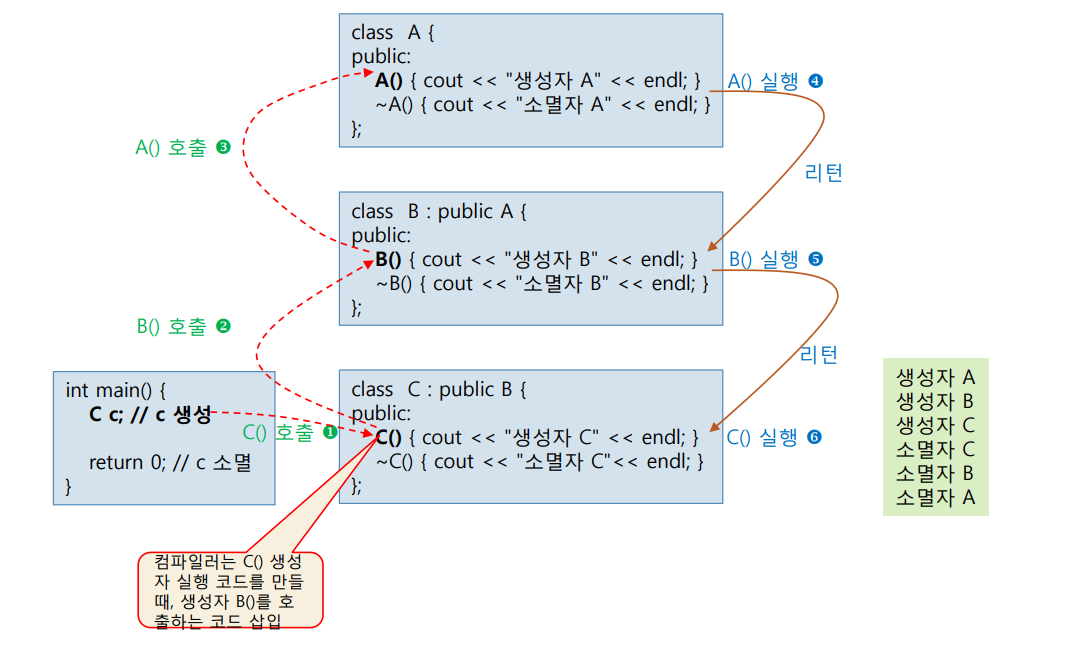 class A {
public:
A() { cout << "생성자 A" << endl; }
~A() { cout << "소멸자 A" << endl; }
};
A() 실행 ❹
A() 호출 ❸
리턴
class B : public A {
public:
B() { cout << "생성자 B" << endl; }
~B() { cout << "소멸자 B" << endl; }
};
B() 실행 ❺
B() 호출 ❷
리턴
int main() {
C c; // c 생성
return 0; // c 소멸
}
C() 호출 ❶
class C : public B {
public:
C() { cout << "생성자 C" << endl; }
~C() { cout << "소멸자 C"<< endl; }
};
C() 실행 ❻
생성자 A
생성자 B
생성자 C
소멸자 C
소멸자 B
소멸자 A
컴파일러는 C() 생성
자 실행 코드를 만들
때, 생성자 B()를 호
출하는 코드 삽입